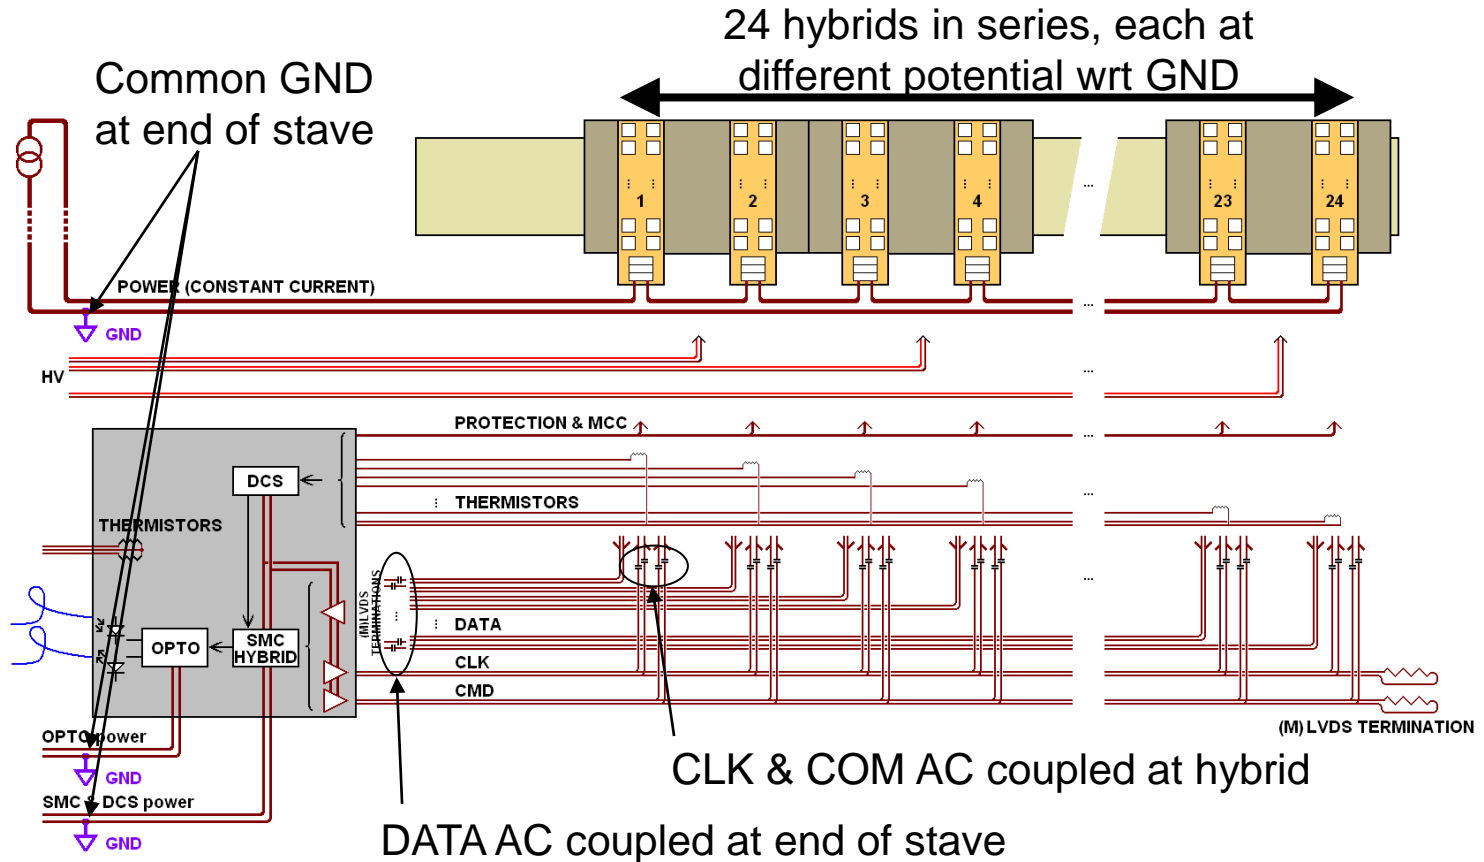 24 hybrids in series, each at
different potential wrt GND
Common GND
at end of stave
1
2
3
4
...
23
24
POWER (CONSTANT CURRENT)
...
GND
HV
...
PROTECTION & MCC
...
DCS
THERMISTORS
...
THERMISTORS
(M)LVDS
TERMINATIONS
...
DATA
OPTO
SMC
HYBRID
CLK
CMD
(M) LVDS TERMINATION
OPTO power
CLK & COM AC coupled at hybrid
GND
SMC & DCS power
DATA AC coupled at end of stave
GND